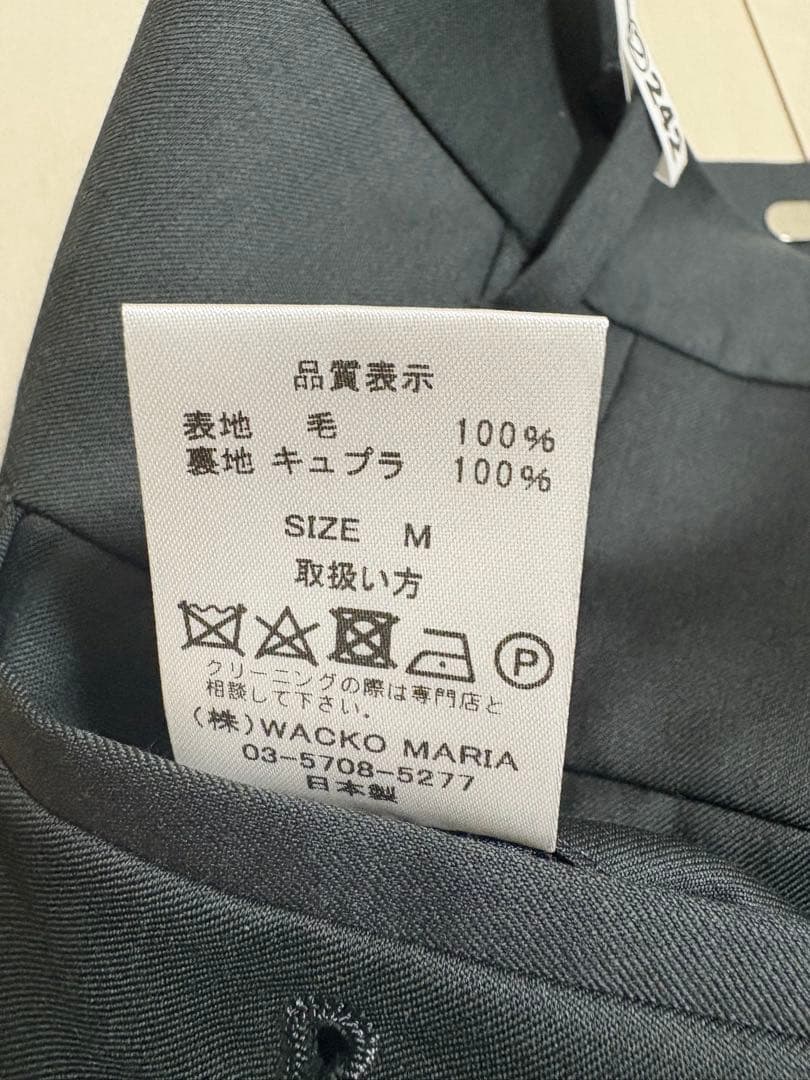 242
品質表示
表地 毛 100%
裏地 キュプラ 100%
SIZE M
取扱い方
P
クリーニングの際は専門店と
相談して下さい。
(株)WACKO MARIA
03-5708-5277
日本製